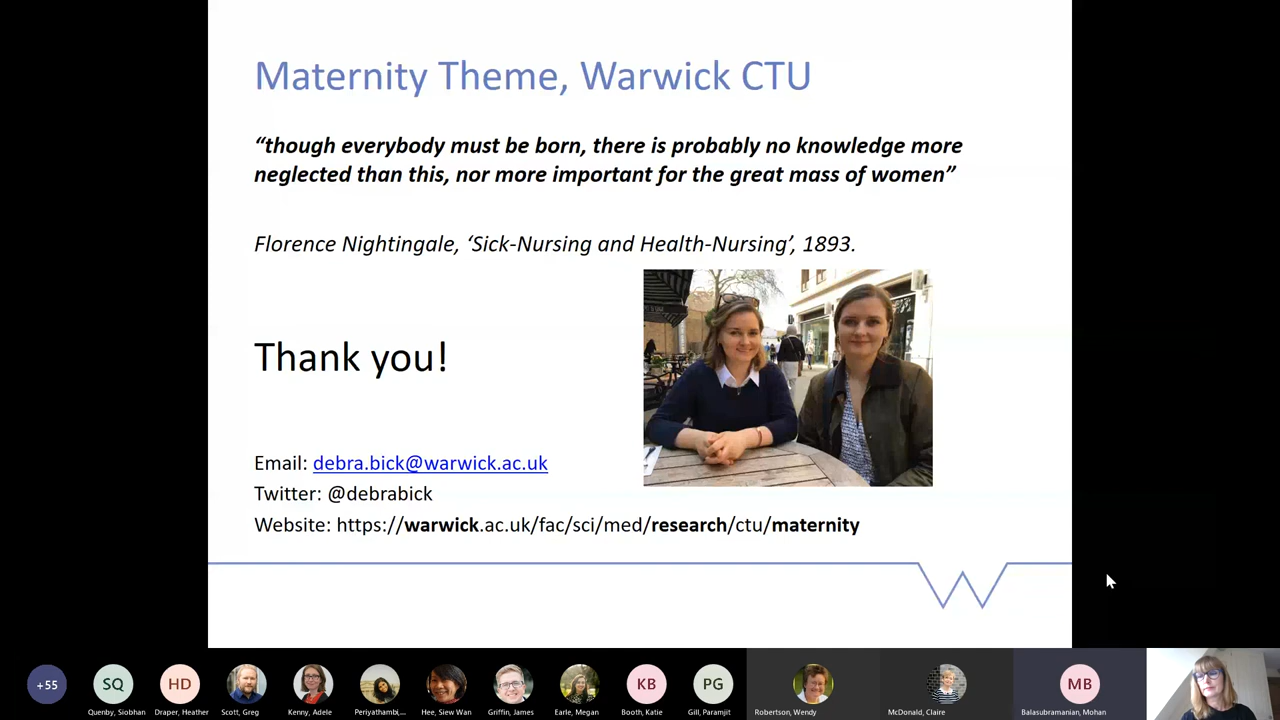 Maternity Theme, Warwick CTU
“though everybody must be born, there is probably no knowledge more
neglected than this, nor more important for the great mass of women”
Florence Nightingale, ‘Sick-Nursing and Health-Nursing’, 1893.
Thank you!
Email: debra.bick@warwick.ac.uk
Twitter: @debrabick
Website: https://warwick.ac.uk/fac/sci/med/research/ctu/maternity
+55
SQ
HD
KB
PG
MB
Quenby, Siobhan
Draper, Heather
Scott, Greg
Kenny, Adele
Periyathambi,...
Hee, Siew Wan
Griffin, James
Earle, Megan
Booth, Katie
Gill, Paramjit
Robertson, Wendy
McDonald, Claire
Balasubramanian, Mohan